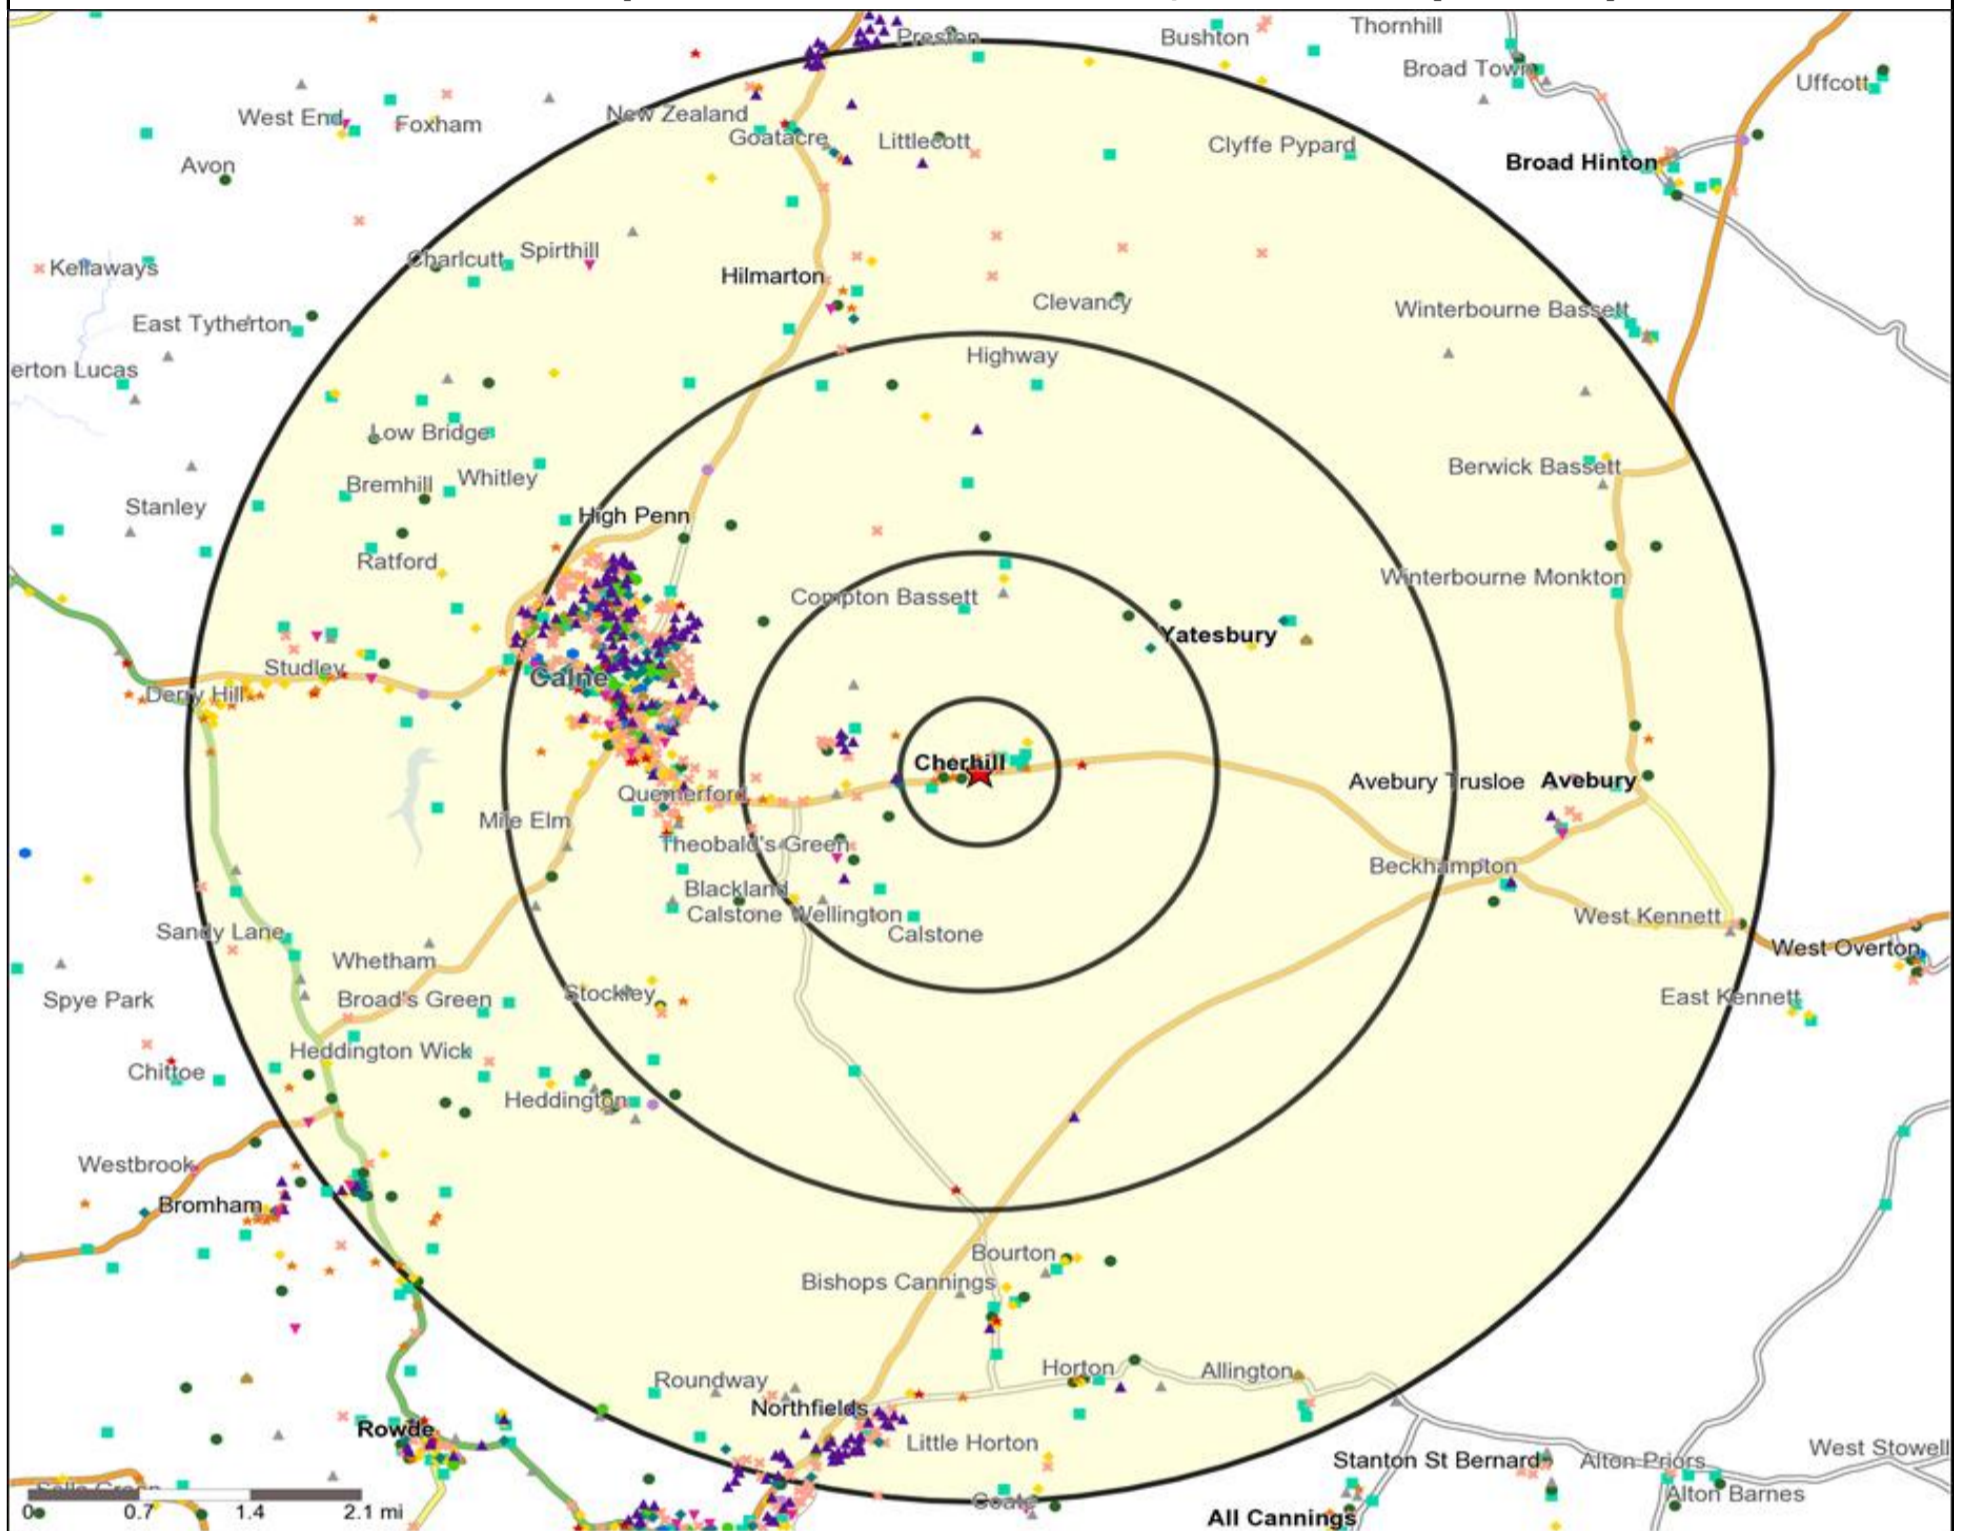 Preston
Bushton
Thornhill
Broad Town
Uffcott
West End
Foxham
New Zealand
Goatacre
Littlecott
Clyffe Pypard
Broad Hinton
Avon
Charlcutt
Spirthill
Kellaways
Hilmarton
Clevancy
Winterbourne Bassett
East Tytherton
Highway
erton Lucas
Low Bridge
Berwick Bassett
Bremhill
Whitley
Stanley
High Penn
Ratford
Winterbourne Monkton
Compton Bassett
Yatesbury
Studley
Calne
Derry Hill
Cherhill
Avebury Trusloe
Avebury
Quemerford
Mile Elm
Theobald's Green
Beckhampton
Blackland
Calstone Wellington
West Kennett
Sandy Lane
Calstone
West Overton
Whetham
Spye Park
Broad's Green
Stockley
East Kennett
Heddington Wick
Chittoe
Heddington
Westbrook
Bromham
Bourton
Bishops Cannings
Roundway
Horton
Allington
Northfields
Rowde
Little Horton
Stanton St Bernard
Alton Priors
West Stowell
Alton Barnes
Coate
All Cannings
0 0.7 1.4 2.1 mi